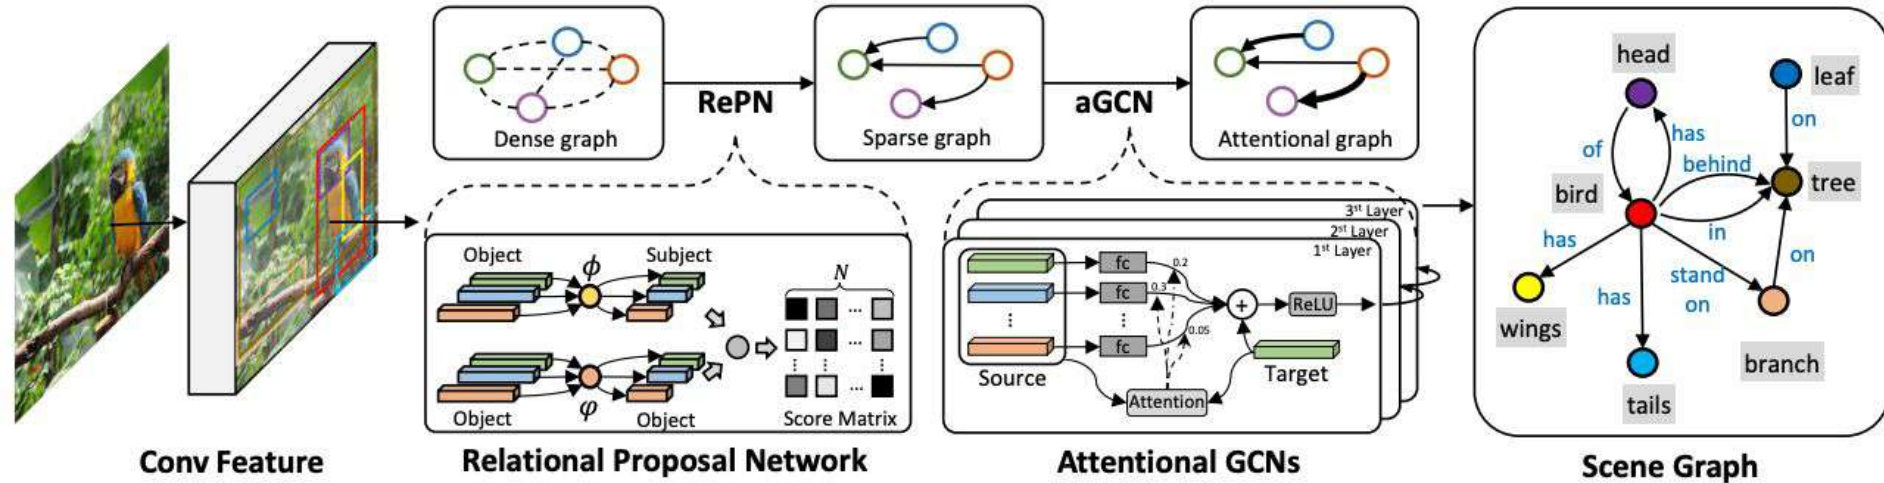 Dense graph
RePN
Sparse graph
aGCN
Attentional graph
Object
ϕ
Subject
Object
φ
Object
N
...
...
...
Score Matrix
3st Layer
2st Layer
1st Layer
fc
0.2
fc
0.3
fc
0.05
+
ReLU
Source
Target
Attention
head
leaf
has
on
of
behind
bird
tree
in
has
stand
on
on
has
wings
branch
tails
Conv Feature
Relational Proposal Network
Attentional GCNs
Scene Graph